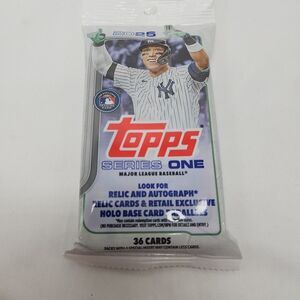 2025
TOPPS
SERIES ONE
MAJOR LEAGUE BASEBALL®
LOOK FOR
RELIC AND AUTOGRAPH*
RELIC CARDS & RETAIL EXCLUSIVE
HOLO BASE CARD PARALLELS
36 CARDS